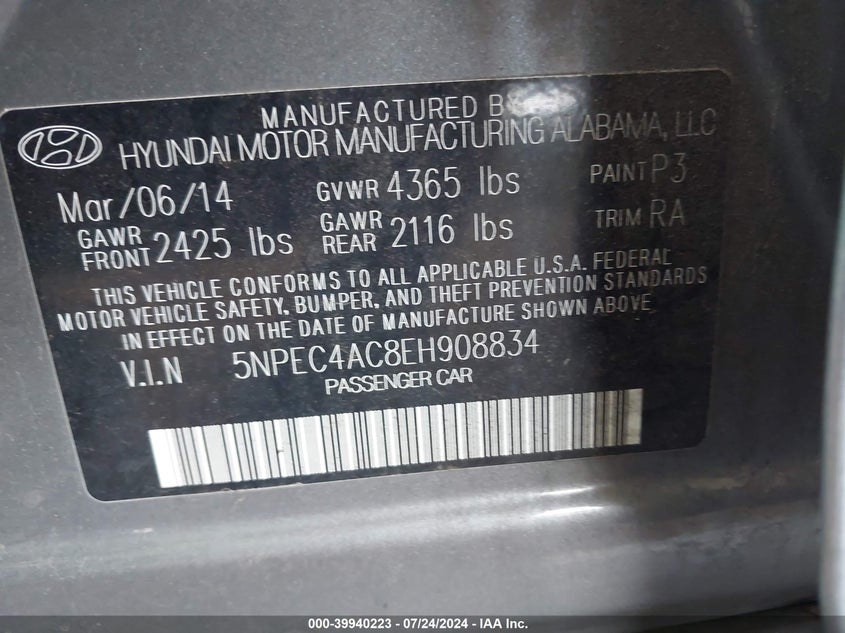 MANUFACTURED BY
HYUNDAI MOTOR MANUFACTURING ALABAMA, LLC
Mar/06/14 GVWR 4365 lbs PAINT P3
GAWR FRONT 2425 lbs GAWR REAR 2116 lbs TRIM RA
THIS VEHICLE CONFORMS TO ALL APPLICABLE U.S.A. FEDERAL
MOTOR VEHICLE SAFETY, BUMPER, AND THEFT PREVENTION STANDARDS
IN EFFECT ON THE DATE OF MANUFACTURE SHOWN ABOVE
V.I.N 5NPEC4AC8EH908834
PASSENGER CAR
000-39940223 - 07/24/2024 - IAA Inc.